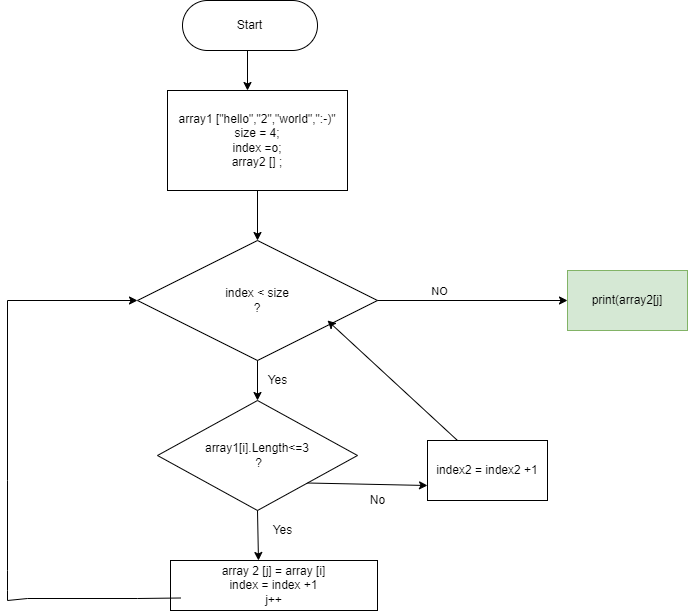 Start
array1 ["hello","2","world",":-)"
size = 4;
index =o;
array2 [] ;
index < size
?
NO
print(array2[j]
Yes
array1[i].Length<=3
?
index2 = index2 +1
No
Yes
array 2 [j] = array [i]
index = index +1
j++